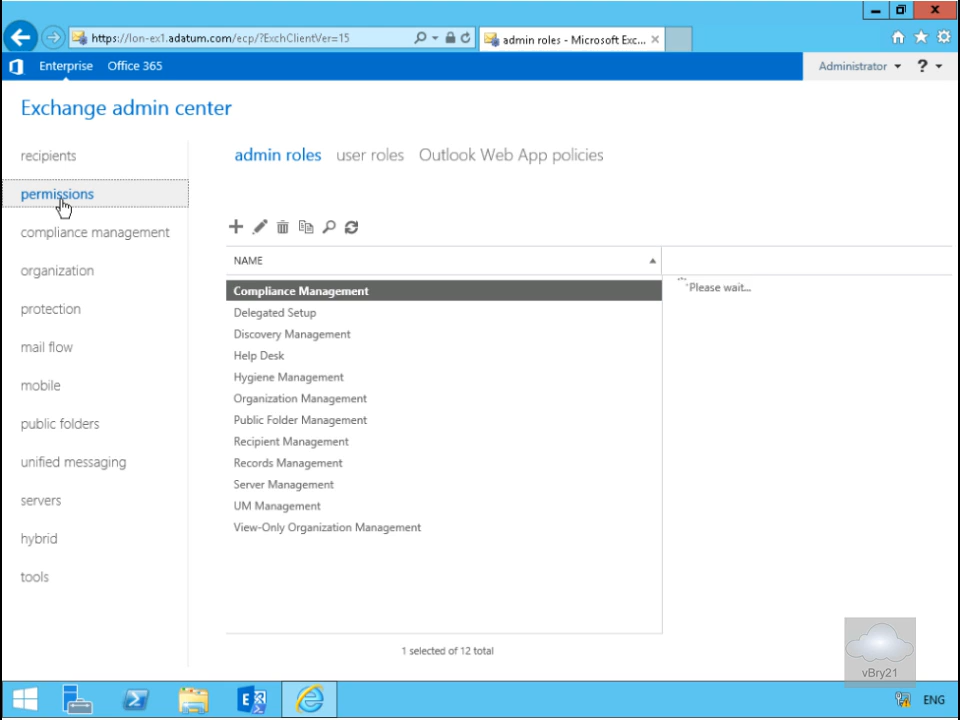 https://lon-ex1.adatum.com/ecp/?ExchClientVer=15
admin roles - Microsoft Exc...
Enterprise Office 365
Administrator ?
Exchange admin center
recipients
permissions
compliance management
organization
protection
mail flow
mobile
public folders
unified messaging
servers
hybrid
tools
admin roles user roles Outlook Web App policies
NAME
Compliance Management
Delegated Setup
Discovery Management
Help Desk
Hygiene Management
Organization Management
Public Folder Management
Recipient Management
Records Management
Server Management
UM Management
View-Only Organization Management
Please wait...
1 selected of 12 total
vBry21
ENG